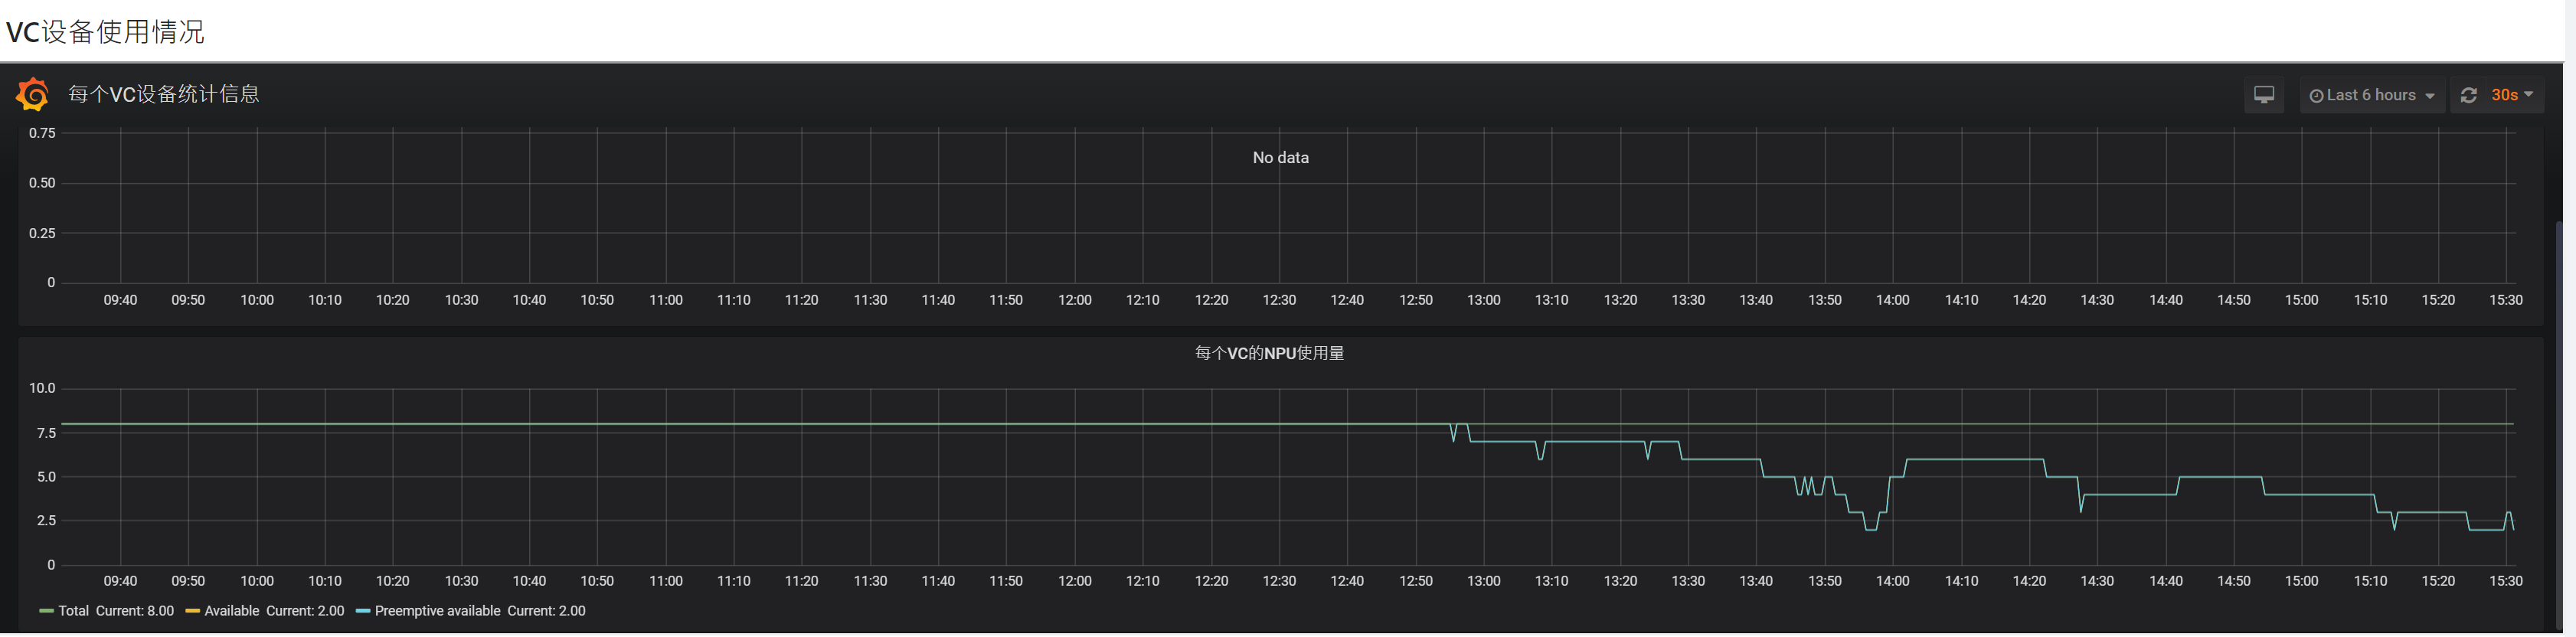 VC设备使用情况
每个VC设备统计信息
Last 6 hours
30s
0.75
No data
0.50
0.25
0
09:40 09:50 10:00 10:10 10:20 10:30 10:40 10:50 11:00 11:10 11:20 11:30 11:40 11:50 12:00 12:10 12:20 12:30 12:40 12:50 13:00 13:10 13:20 13:30 13:40 13:50 14:00 14:10 14:20 14:30 14:40 14:50 15:00 15:10 15:20 15:30
每个VC的NPU使用量
10.0
7.5
5.0
2.5
0
09:40 09:50 10:00 10:10 10:20 10:30 10:40 10:50 11:00 11:10 11:20 11:30 11:40 11:50 12:00 12:10 12:20 12:30 12:40 12:50 13:00 13:10 13:20 13:30 13:40 13:50 14:00 14:10 14:20 14:30 14:40 14:50 15:00 15:10 15:20 15:30
Total Current: 8.00 Available Current: 2.00 Preemptive available Current: 2.00